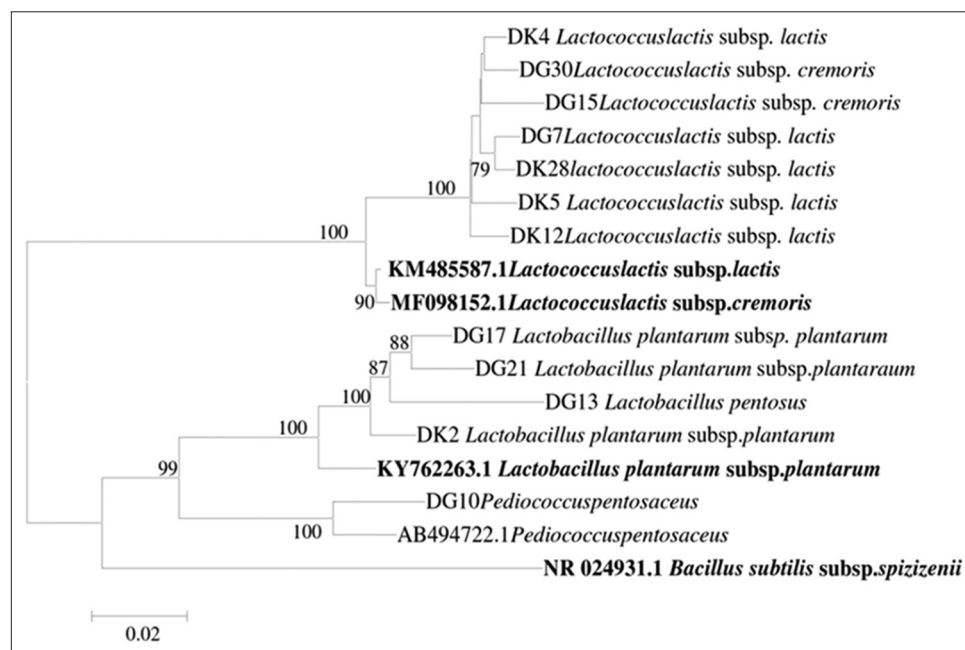 DK4 Lactococcuslactis subsp. lactis
DG30Lactococcuslactis subsp. cremoris
DG15Lactococcuslactis subsp. cremoris
DG7Lactococcuslactis subsp. lactis
79 DK28lactococcuslactis subsp. lactis
100
DK5 Lactococcuslactis subsp. lactis
100 DK12Lactococcuslactis subsp. lactis
KM485587.1Lactococcuslactis subsp.lactis
90 MF098152.1Lactococcuslactis subsp.cremoris
DG17 Lactobacillus plantarum subsp. plantarum
88
87 DG21 Lactobacillus plantarum subsp.plantaraum
100 DG13 Lactobacillus pentosus
100 DK2 Lactobacillus plantarum subsp.plantarum
99 KY762263.1 Lactobacillus plantarum subsp.plantarum
DG10Pediococcuspentosaceus
100 AB494722.1Pediococcuspentosaceus
NR 024931.1 Bacillus subtilis subsp.spizizenii
0.02